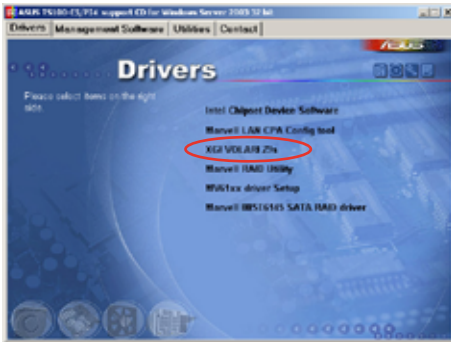 ASUS TS100-E5/PI4 support CD for Windows Server 2003 32 bit
Drivers Management Software Utilities Contact
ASUS
Drivers
Please select items on the right
side.
Intel Chipset Device Software
Marvell LAN CPA Config tool
XGI VOLARI Z9s
Marvell RAID Utility
MV61xx driver Setup
Marvell 88SE6145 SATA RAID driver